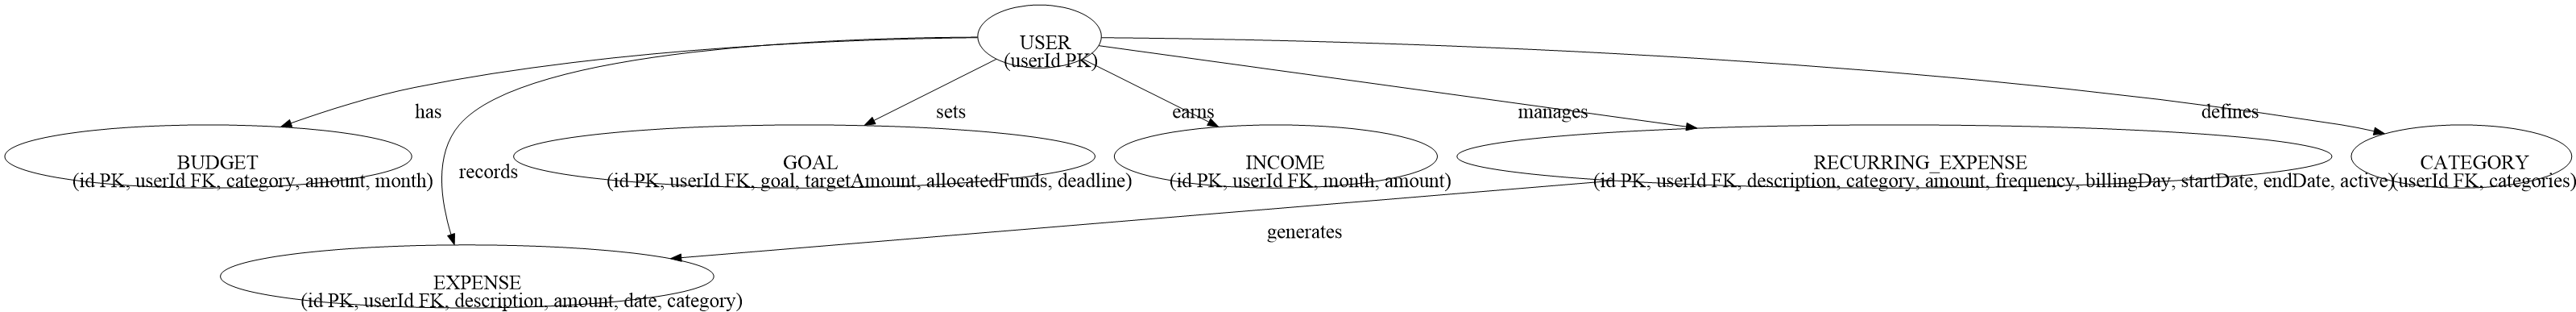 USER
(userId PK)
has
sets
earns
manages
defines
BUDGET
(id PK, userId FK, category, amount, month)
records
GOAL
(id PK, userId FK, goal, targetAmount, allocatedFunds, deadline)
INCOME
(id PK, userId FK, month, amount)
RECURRING_EXPENSE
(id PK, userId FK, description, category, amount, frequency, billingDay, startDate, endDate, active)
CATEGORY
(userId FK, categories)
generates
EXPENSE
(id PK, userId FK, description, amount, date, category)